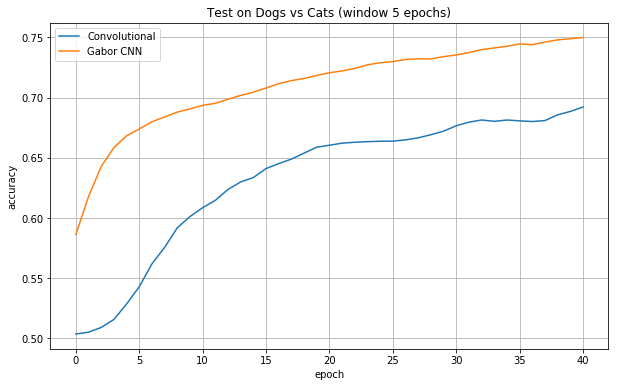 Test on Dogs vs Cats (window 5 epochs)
Convolutional
Gabor CNN
0.75
0.70
0.65
0.60
0.55
0.50
accuracy
0 5 10 15 20 25 30 35 40
epoch